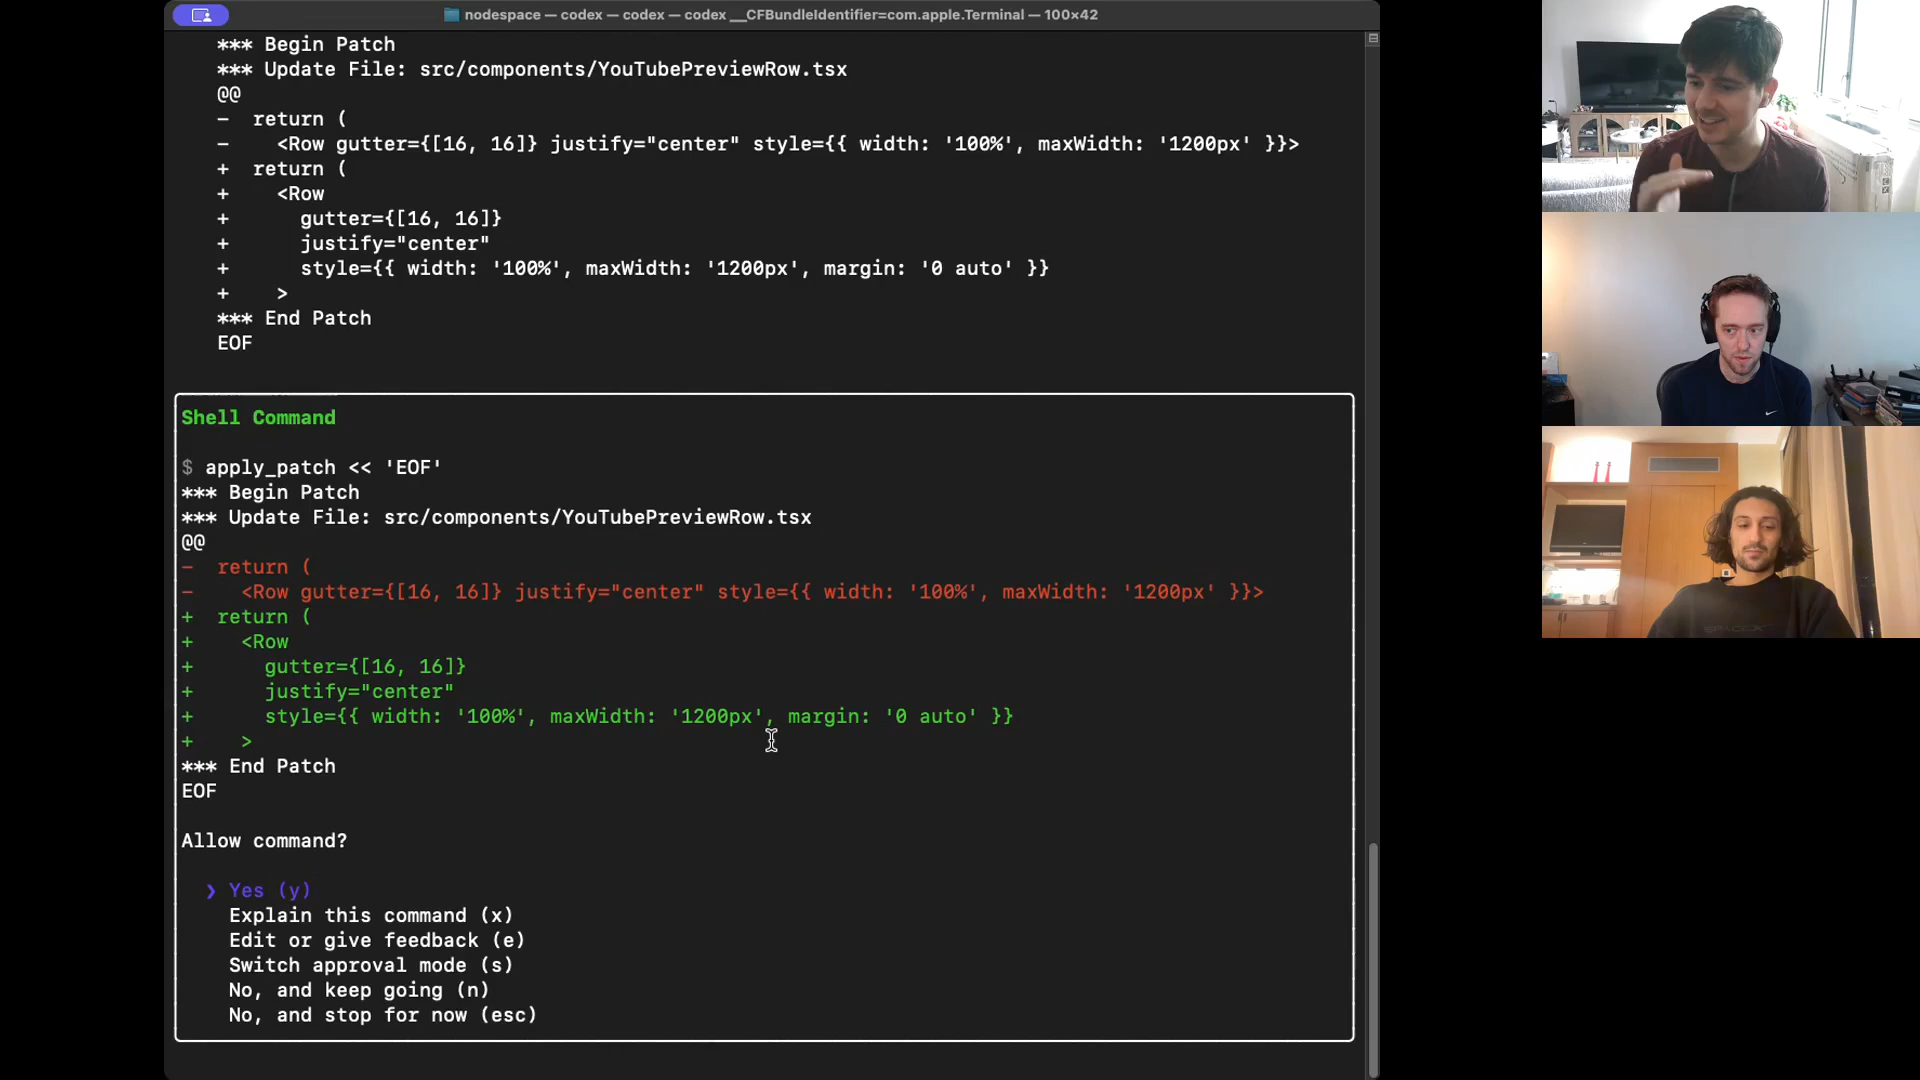 nodespace — codex — codex — codex __CFBundleIdentifier=com.apple.Terminal — 100×42
*** Begin Patch
*** Update File: src/components/YouTubePreviewRow.tsx
@@
-  return (
-    <Row gutter={[16, 16]} justify="center" style={{ width: '100%', maxWidth: '1200px' }}>
+  return (
+    <Row
+      gutter={[16, 16]}
+      justify="center"
+      style={{ width: '100%', maxWidth: '1200px', margin: '0 auto' }}
+    >
*** End Patch
EOF
Shell Command
$ apply_patch << 'EOF'
*** Begin Patch
*** Update File: src/components/YouTubePreviewRow.tsx
@@
-  return (
-    <Row gutter={[16, 16]} justify="center" style={{ width: '100%', maxWidth: '1200px' }}>
+  return (
+    <Row
+      gutter={[16, 16]}
+      justify="center"
+      style={{ width: '100%', maxWidth: '1200px', margin: '0 auto' }}
+    >
*** End Patch
EOF
Allow command?
❯ Yes (y)
Explain this command (x)
Edit or give feedback (e)
Switch approval mode (s)
No, and keep going (n)
No, and stop for now (esc)